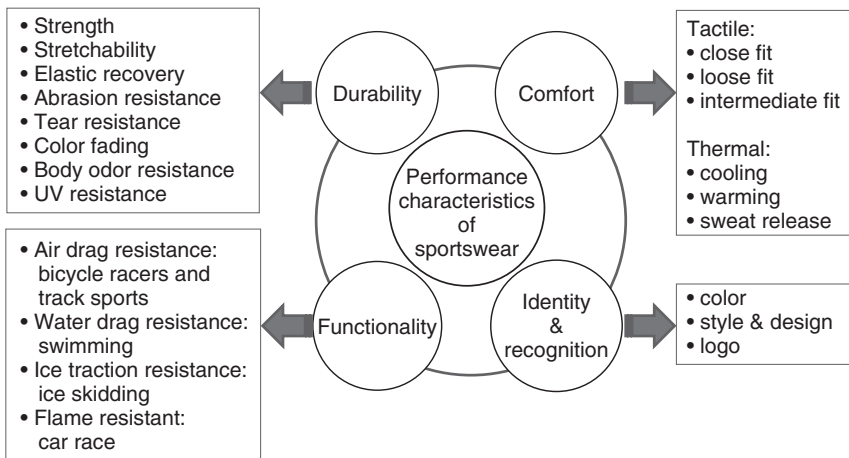 • Strength
• Stretchability
• Elastic recovery
• Abrasion resistance
• Tear resistance
• Color fading
• Body odor resistance
• UV resistance
Durability
Comfort
Tactile:
• close fit
• loose fit
• intermediate fit
Thermal:
• cooling
• warming
• sweat release
Performance
characteristics
of
sportswear
• Air drag resistance:
bicycle racers and
track sports
• Water drag resistance:
swimming
• Ice traction resistance:
ice skidding
• Flame resistant:
car race
Functionality
Identity
&
recognition
• color
• style & design
• logo